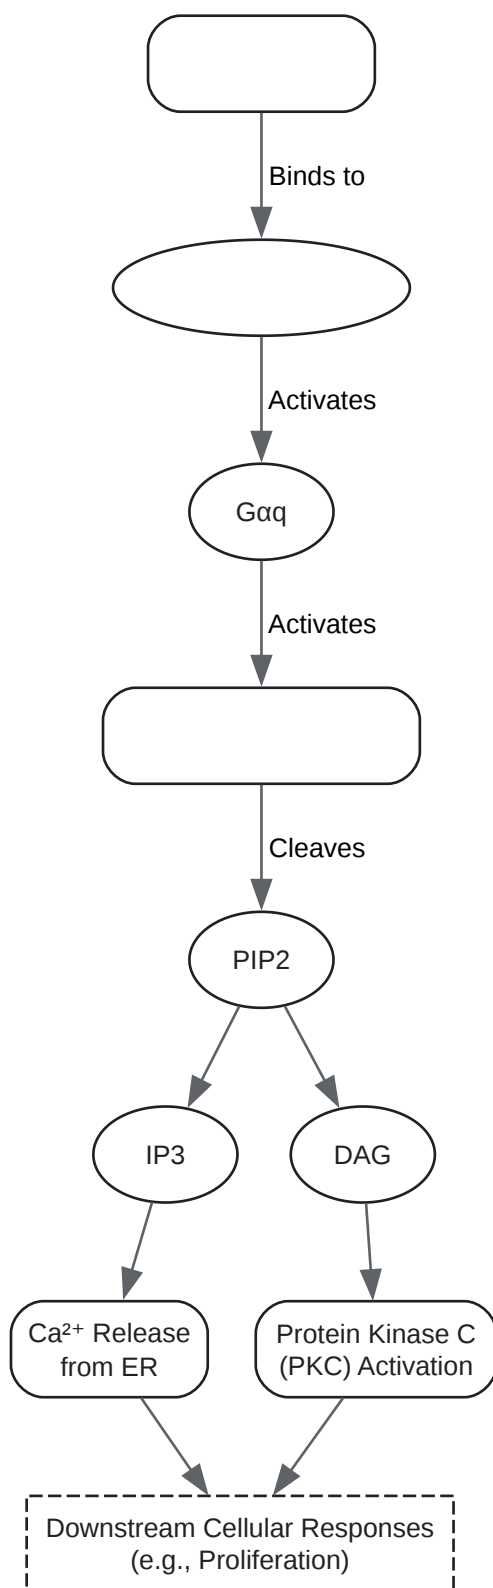 Binds to
Activates
Gαq
Activates
Cleaves
PIP2
IP3
DAG
Ca²⁺ Release
from ER
Protein Kinase C
(PKC) Activation
Downstream Cellular Responses
(e.g., Proliferation)